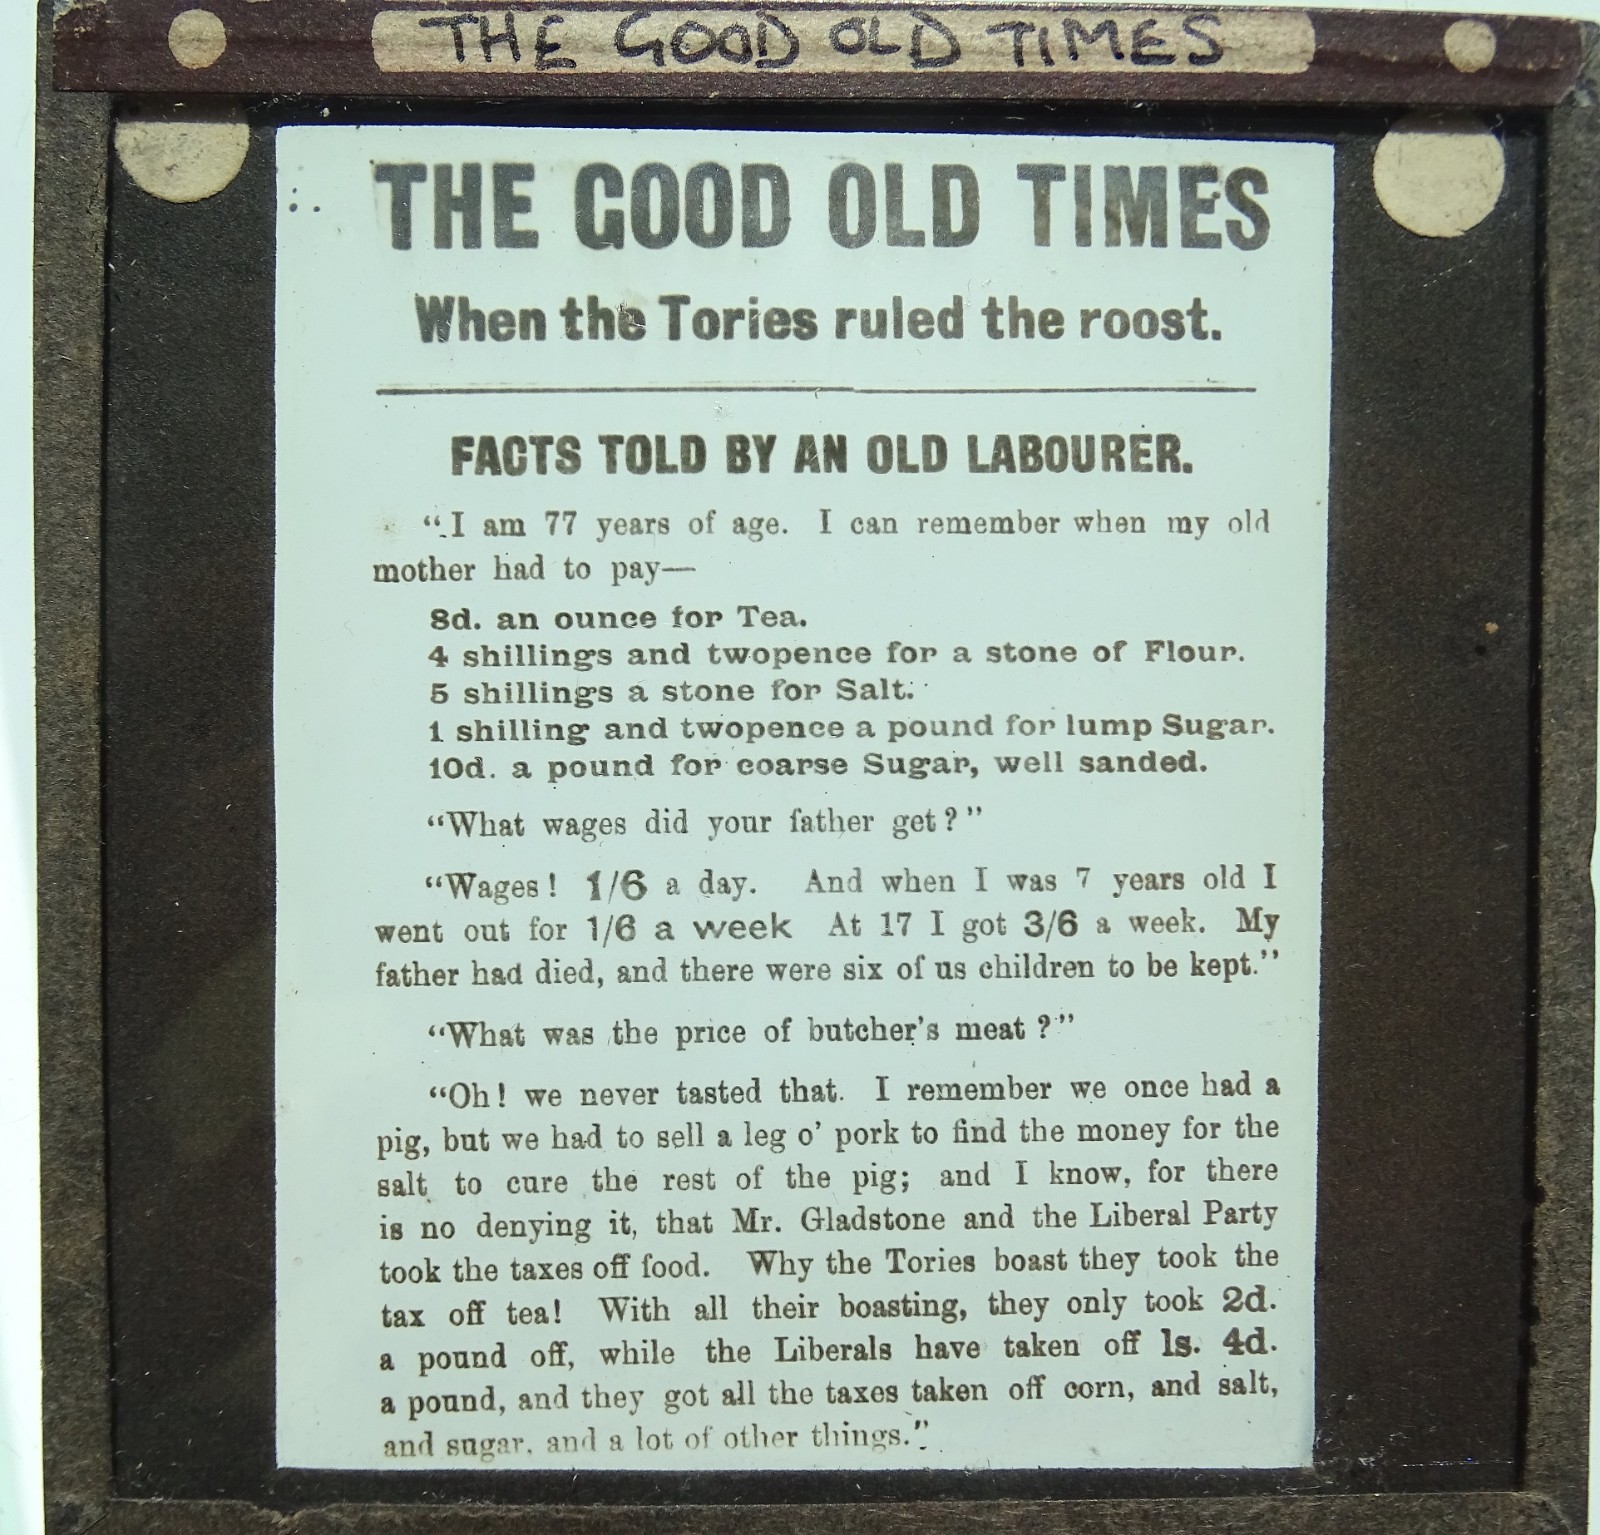 THE GOOD OLD TIMES
THE GOOD OLD TIMES
When the Tories ruled the roost.
FACTS TOLD BY AN OLD LABOURER.
"I am 77 years of age. I can remember when my old
mother had to pay—
8d. an ounce for Tea.
4 shillings and twopence for a stone of Flour.
5 shillings a stone for Salt.
1 shilling and twopence a pound for lump Sugar.
10d. a pound for coarse Sugar, well sanded.
"What wages did your father get?"
"Wages! 1/6 a day. And when I was 7 years old I
went out for 1/6 a week At 17 I got 3/6 a week. My
father had died, and there were six of us children to be kept."
"What was the price of butcher's meat?"
"Oh! we never tasted that. I remember we once had a
pig, but we had to sell a leg o' pork to find the money for the
salt to cure the rest of the pig; and I know, for there
is no denying it, that Mr. Gladstone and the Liberal Party
took the taxes off food. Why the Tories boast they took the
tax off tea! With all their boasting, they only took 2d.
a pound off, while the Liberals have taken off 1s. 4d.
a pound, and they got all the taxes taken off corn, and salt,
and sugar, and a lot of other things."